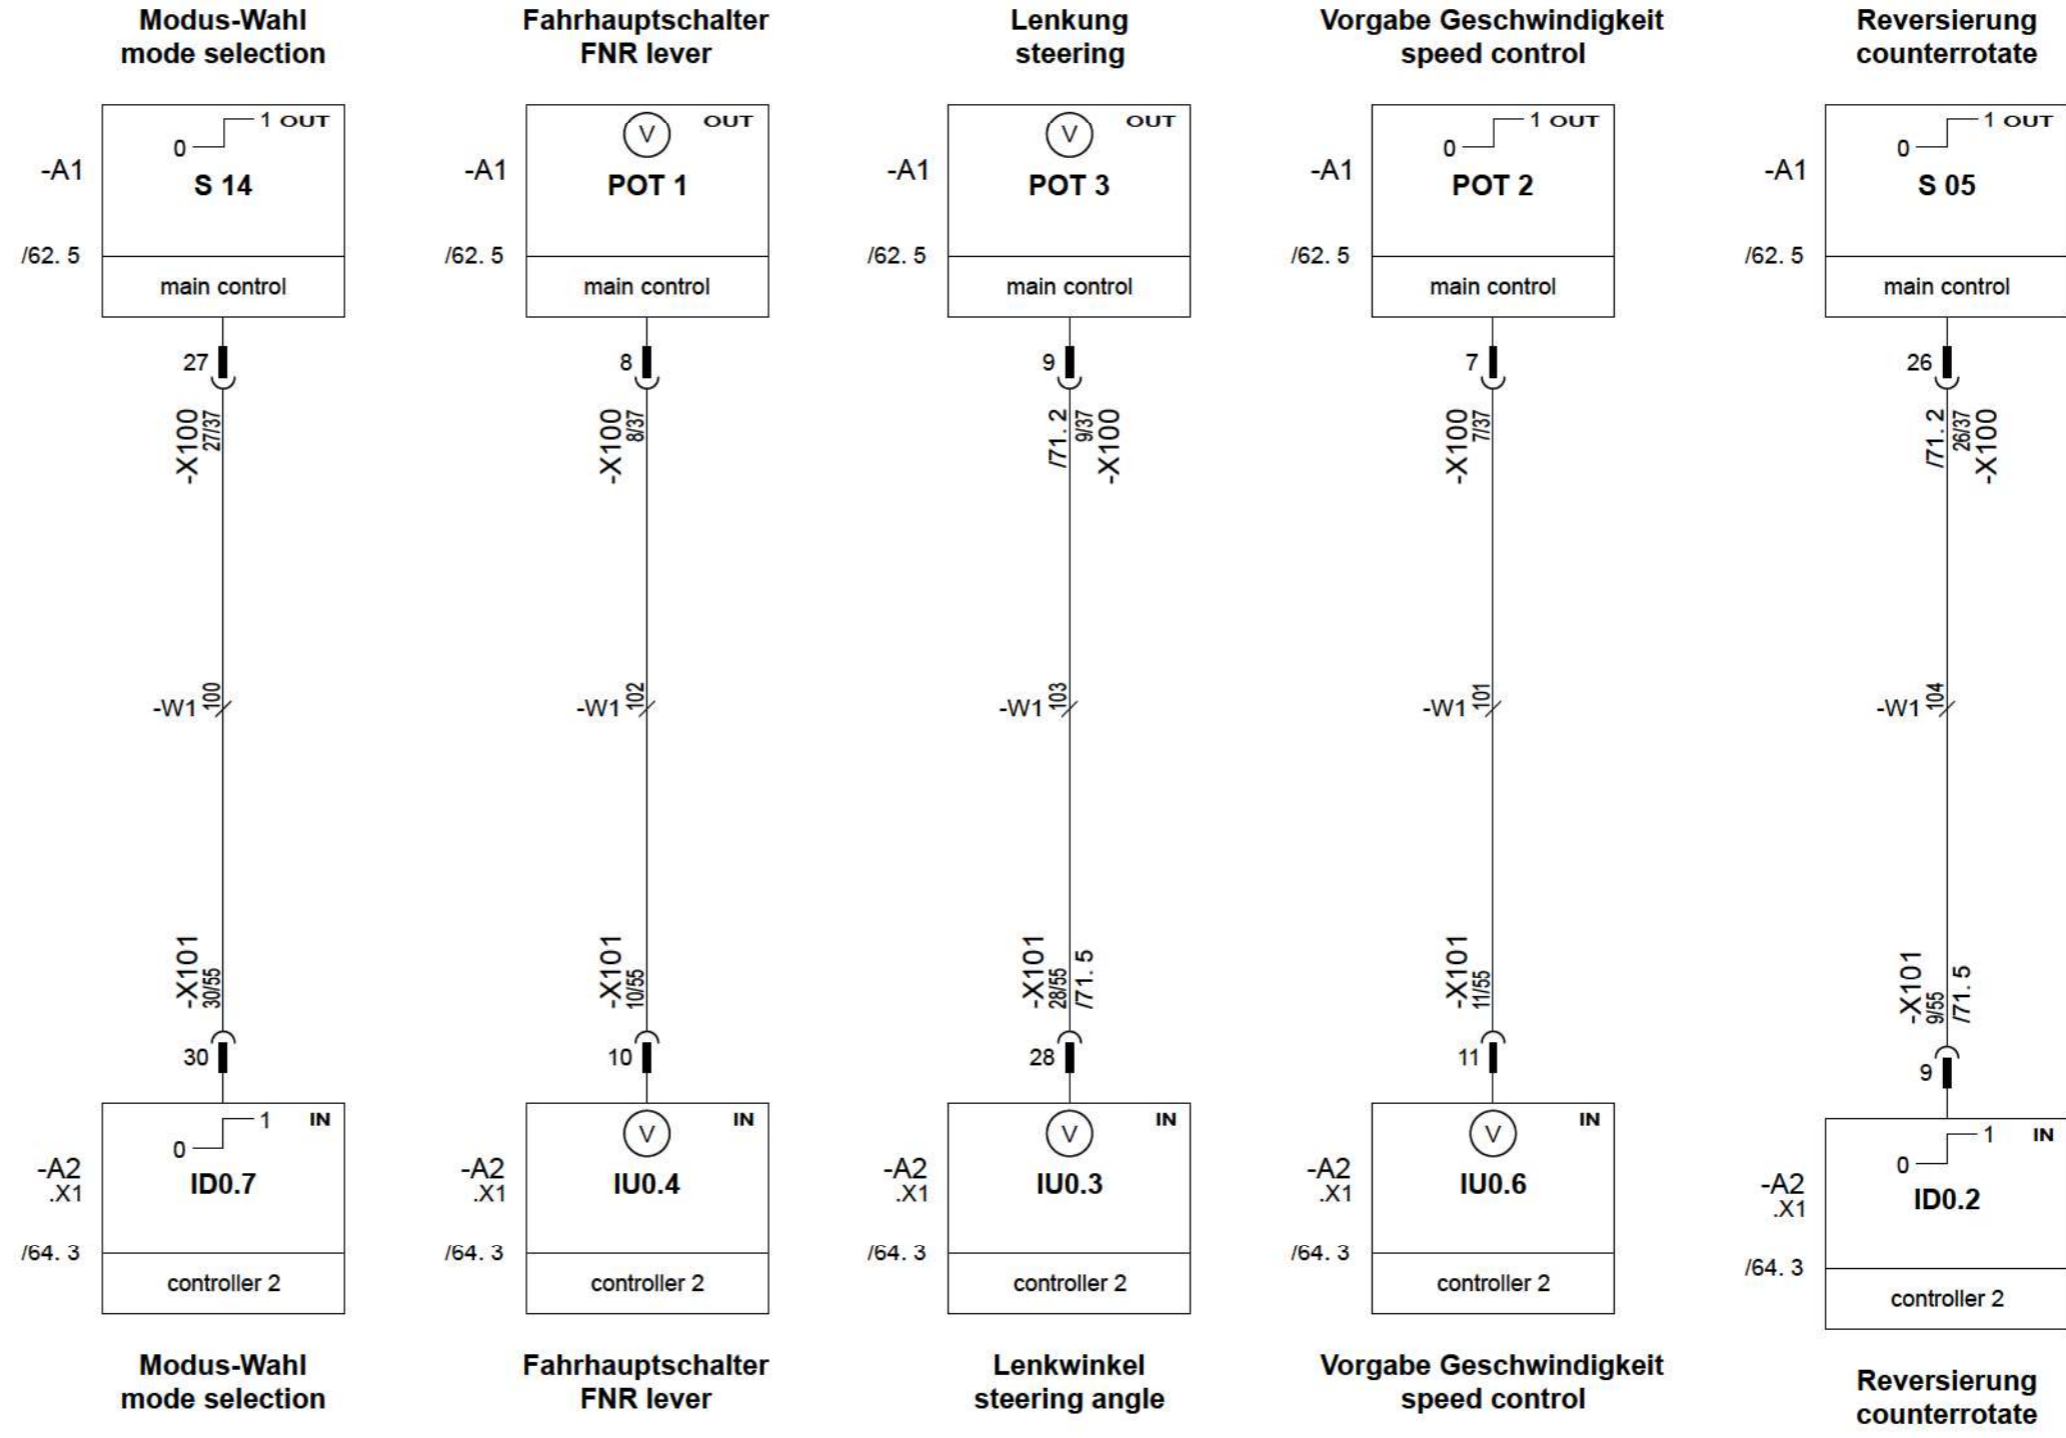 Modus-Wahl
mode selection
Fahrhauptschalter
FNR lever
Lenkung
steering
Vorgabe Geschwindigkeit
speed control
Reversierung
counterrotate
-A1
0
1 OUT
S 14
/62. 5
main control
-A1
V
OUT
POT 1
/62. 5
main control
-A1
V
OUT
POT 3
/62. 5
main control
-A1
0
1 OUT
POT 2
/62. 5
main control
-A1
0
1 OUT
S 05
/62. 5
main control
27
-X100
27/37
8
-X100
8/37
9
/71. 2
9/37
-X100
7
-X100
7/37
26
/71. 2
26/37
-X100
-W1
100
-W1
102
-W1
103
-W1
101
-W1
104
-X101
30/55
30
-X101
10/55
10
-X101
28/55
/71. 5
28
-X101
11/55
11
-X101
9/55
/71. 5
9
-A2
.X1
0
1
IN
ID0.7
/64. 3
controller 2
-A2
.X1
V
IN
IU0.4
/64. 3
controller 2
-A2
.X1
V
IN
IU0.3
/64. 3
controller 2
-A2
.X1
V
IN
IU0.6
/64. 3
controller 2
-A2
.X1
0
1
IN
ID0.2
/64. 3
controller 2
Modus-Wahl
mode selection
Fahrhauptschalter
FNR lever
Lenkwinkel
steering angle
Vorgabe Geschwindigkeit
speed control
Reversierung
counterrotate